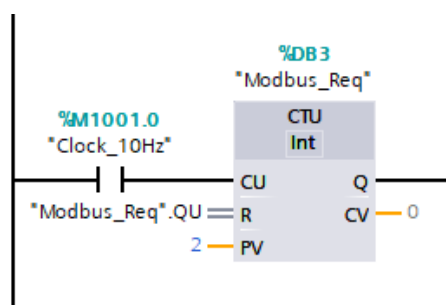 %DB3
"Modbus_Req"
%M1001.0
"Clock_10Hz"
CTU
Int
CU Q
"Modbus_Req".QU R CV 0
2 PV